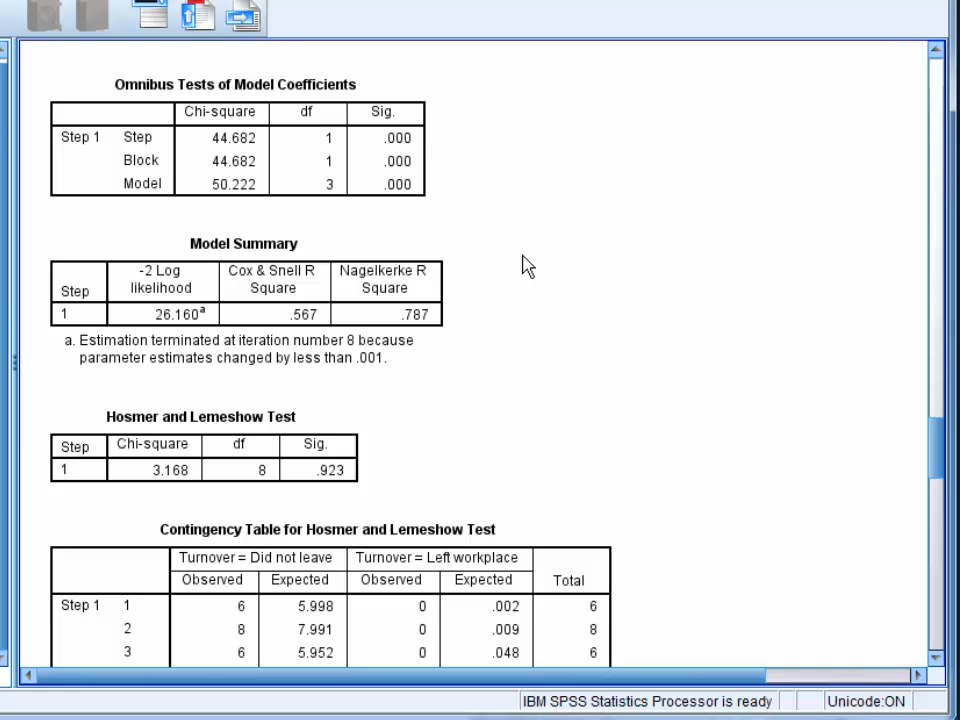 Omnibus Tests of Model Coefficients
Chi-square df Sig.
Step 1 Step 44.682 1 .000
Block 44.682 1 .000
Model 50.222 3 .000
Model Summary
Step -2 Log likelihood Cox & Snell R Square Nagelkerke R Square
1 26.160a .567 .787
a. Estimation terminated at iteration number 8 because
parameter estimates changed by less than .001.
Hosmer and Lemeshow Test
Step Chi-square df Sig.
1 3.168 8 .923
Contingency Table for Hosmer and Lemeshow Test
Turnover = Did not leave Turnover = Left workplace
Observed Expected Observed Expected Total
Step 1 1 6 5.998 0 .002 6
2 8 7.991 0 .009 8
3 6 5.952 0 .048 6
IBM SPSS Statistics Processor is ready Unicode:ON